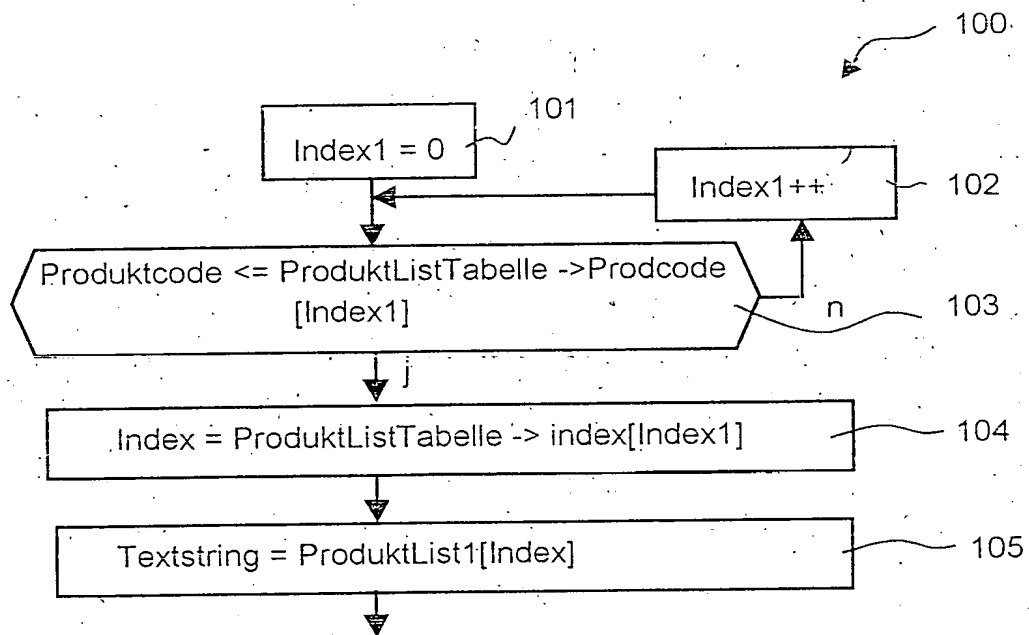 100
101
Index1 = 0
Index1++
102
Produktcode <= ProduktListTabelle ->Prodcode
[Index1]
n
103
j
Index = ProduktListTabelle -> index[Index1]
104
Textstring = ProduktList1[Index]
105